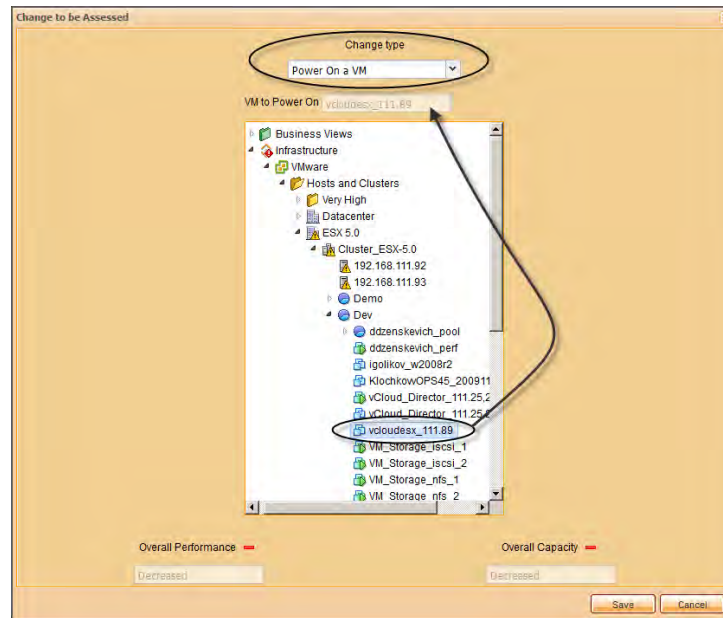 Change to be Assessed
Change type
Power On a VM
VM to Power On vcloudesx_111.89
Business Views
Infrastructure
VMware
Hosts and Clusters
Very High
Datacenter
ESX 5.0
Cluster_ESX-5.0
192.168.111.92
192.168.111.93
Demo
Dev
ddzenskevich_pool
ddzenskevich_perf
igolikov_w2008r2
KlochkowOPS45_200911
vCloud_Director_111.25,2
vCloud_Director_111.25,
vcloudesx_111.89
VM_Storage_iscsi_1
VM_Storage_iscsi_2
VM_Storage_nfs_1
VM_Storage_nfs_2
Overall Performance Overall Capacity
Decreased Decreased
Save Cancel